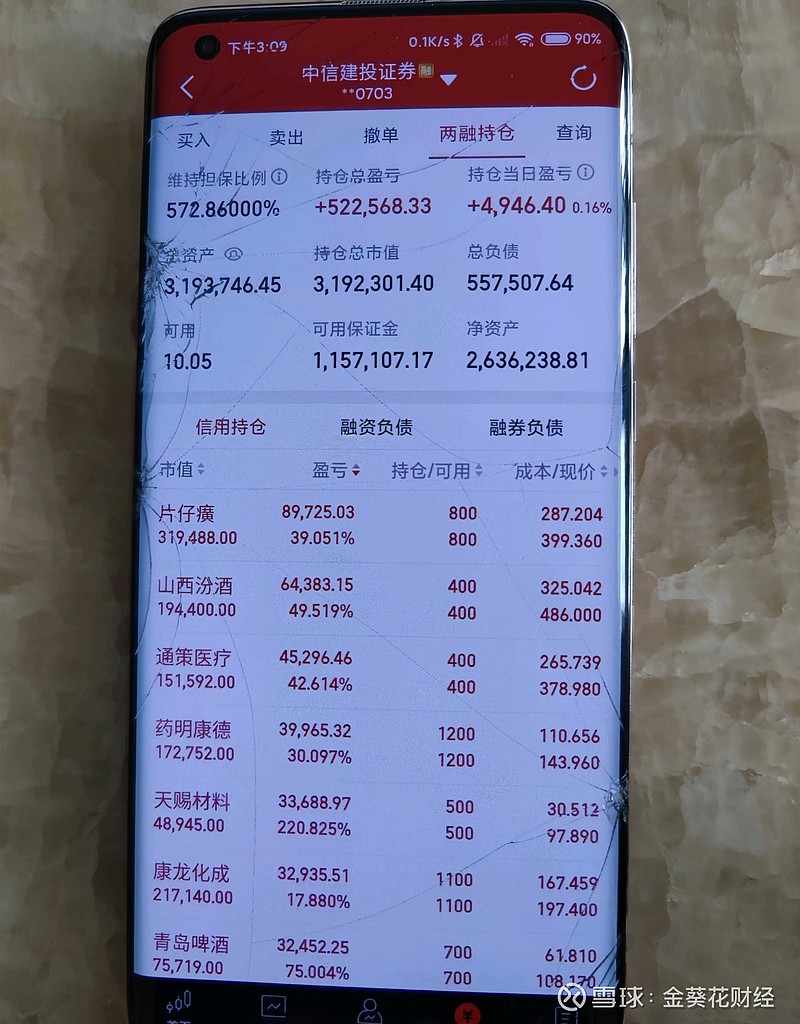 下午3:09 0.1K/s 90%
中信建投证券 融
**0703
买入 卖出 撤单 两融持仓 查询
维持担保比例 持仓总盈亏 持仓当日盈亏
572.86000% +522,568.33 +4,946.40 0.16%
总资产 持仓总市值 总负债
3,193,746.45 3,192,301.40 557,507.64
可用 可用保证金 净资产
10.05 1,157,107.17 2,636,238.81
信用持仓 融资负债 融券负债
市值 盈亏 持仓/可用 成本/现价
片仔癀 89,725.03 800 287.204
319,488.00 39.051% 800 399.360
山西汾酒 64,383.15 400 325.042
194,400.00 49.519% 400 486.000
通策医疗 45,296.46 400 265.739
151,592.00 42.614% 400 378.980
药明康德 39,965.32 1200 110.656
172,752.00 30.097% 1200 143.960
天赐材料 33,688.97 500 30.512
48,945.00 220.825% 500 97.890
康龙化成 32,935.51 1100 167.459
217,140.00 17.880% 1100 197.400
青岛啤酒 32,452.25 700 61.810
75,719.00 75.004% 700 108.170
雪球：金葵花财经